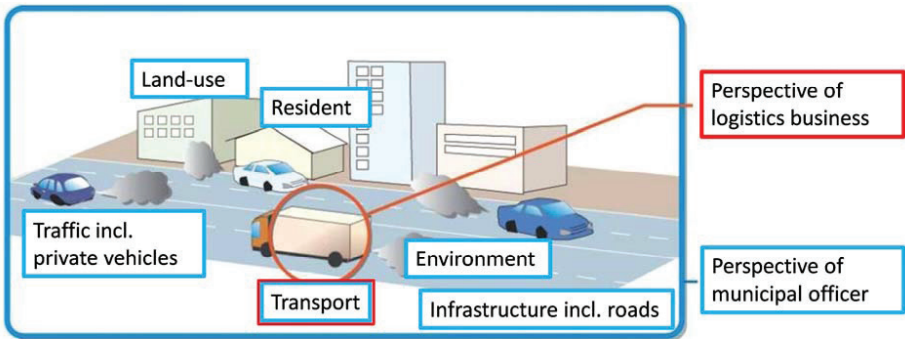 Land-use
Resident
Perspective of
logistics business
Traffic incl.
private vehicles
Environment
Transport
Infrastructure incl. roads
Perspective of
municipal officer